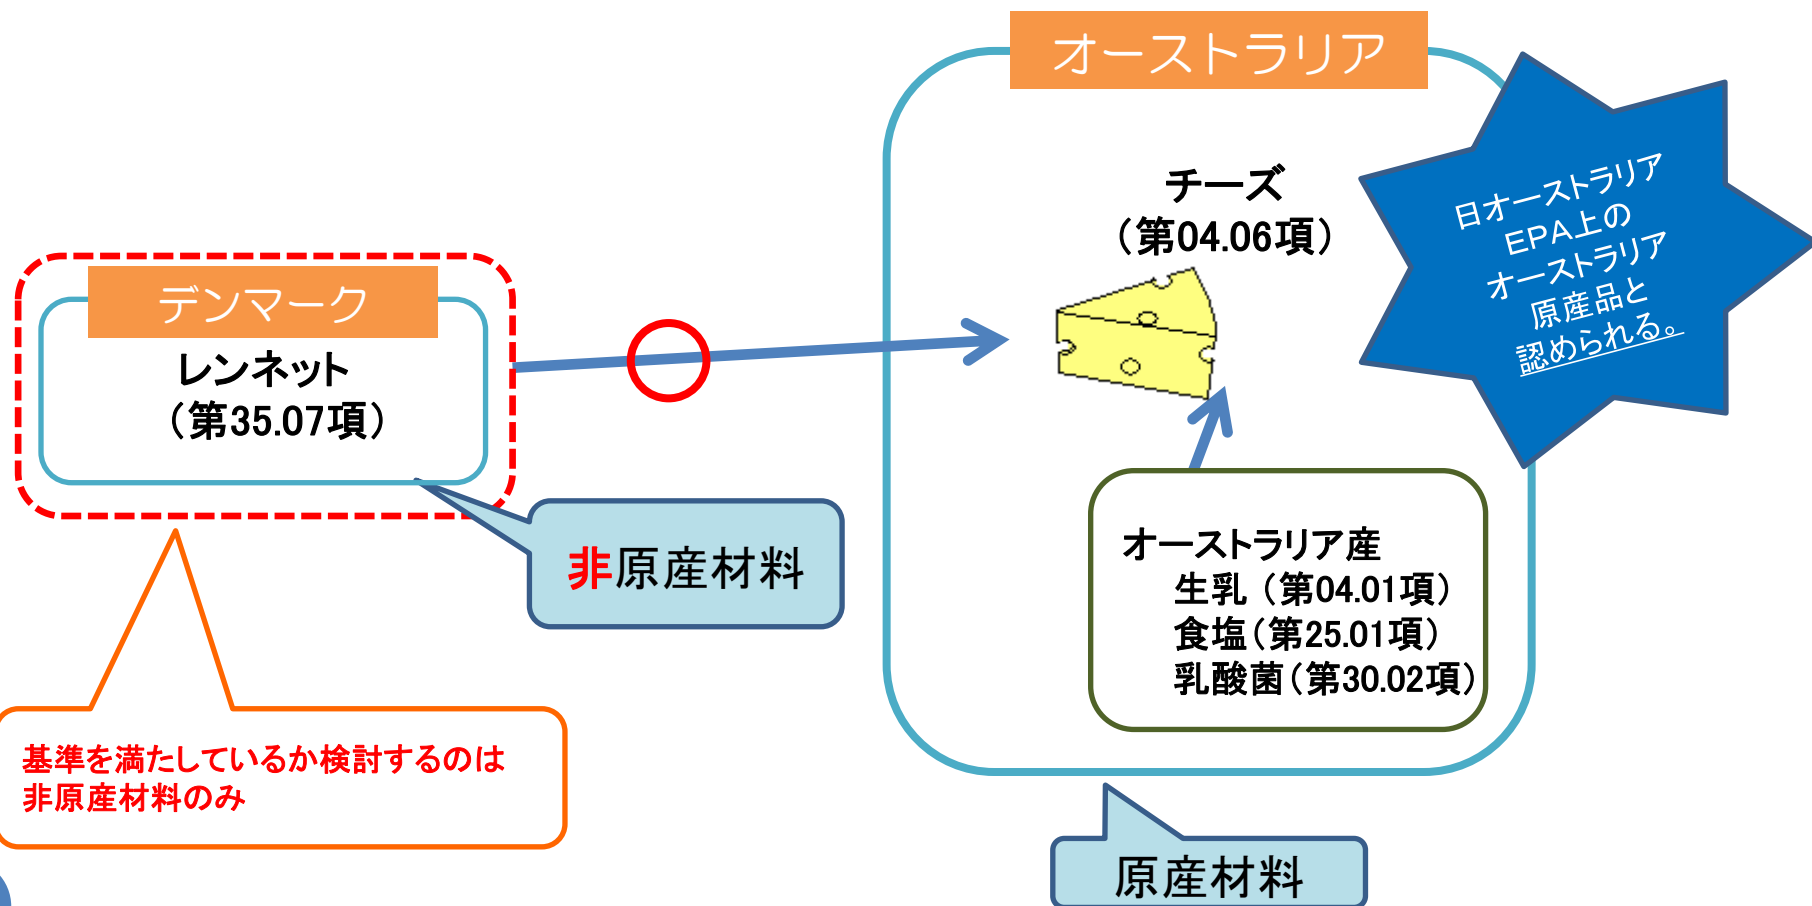 オーストラリア
チーズ
（第04.06項）
日オーストラリア
EPA上の
オーストラリア
原産品と
認められる。
デンマーク
レンネット
（第35.07項）
非原産材料
オーストラリア産
生乳（第04.01項）
食塩（第25.01項）
乳酸菌（第30.02項）
基準を満たしているか検討するのは
非原産材料のみ
原産材料